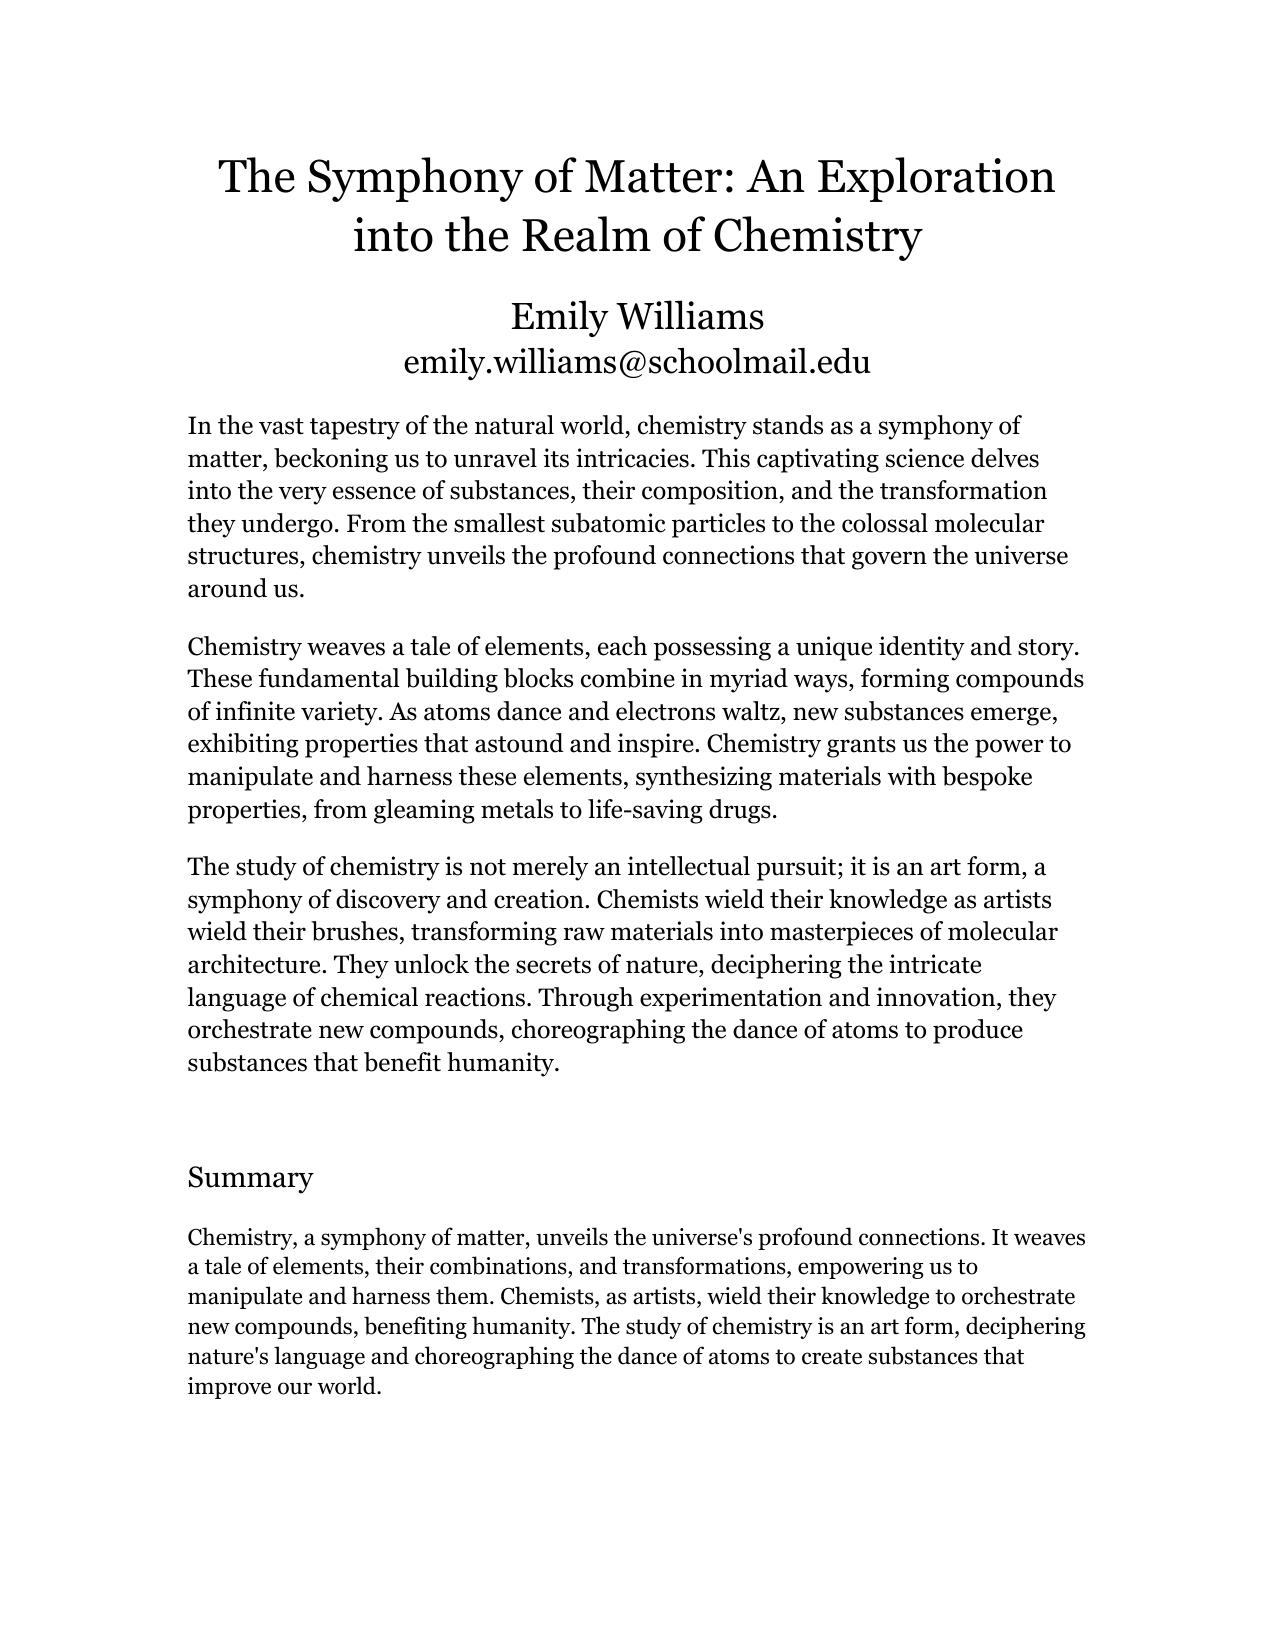 The Symphony of Matter: An Exploration
into the Realm of Chemistry
Emily Williams
emily.williams@schoolmail.edu
In the vast tapestry of the natural world, chemistry stands as a symphony of
matter, beckoning us to unravel its intricacies. This captivating science delves
into the very essence of substances, their composition, and the transformation
they undergo. From the smallest subatomic particles to the colossal molecular
structures, chemistry unveils the profound connections that govern the universe
around us.
Chemistry weaves a tale of elements, each possessing a unique identity and story.
These fundamental building blocks combine in myriad ways, forming compounds
of infinite variety. As atoms dance and electrons waltz, new substances emerge,
exhibiting properties that astound and inspire. Chemistry grants us the power to
manipulate and harness these elements, synthesizing materials with bespoke
properties, from gleaming metals to life-saving drugs.
The study of chemistry is not merely an intellectual pursuit; it is an art form, a
symphony of discovery and creation. Chemists wield their knowledge as artists
wield their brushes, transforming raw materials into masterpieces of molecular
architecture. They unlock the secrets of nature, deciphering the intricate
language of chemical reactions. Through experimentation and innovation, they
orchestrate new compounds, choreographing the dance of atoms to produce
substances that benefit humanity.
Summary
Chemistry, a symphony of matter, unveils the universe's profound connections. It weaves
a tale of elements, their combinations, and transformations, empowering us to
manipulate and harness them. Chemists, as artists, wield their knowledge to orchestrate
new compounds, benefiting humanity. The study of chemistry is an art form, deciphering
nature's language and choreographing the dance of atoms to create substances that
improve our world.